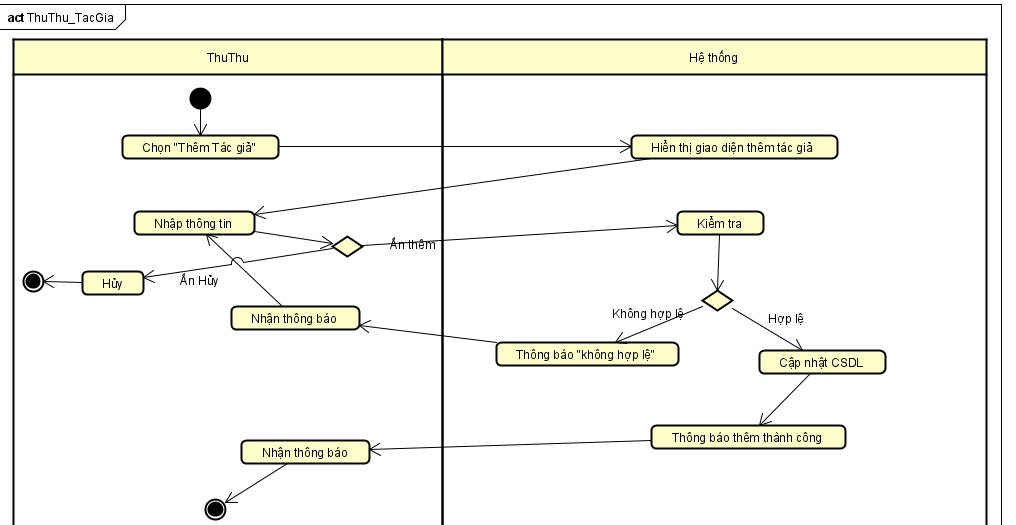 act ThuThu_TacGia
ThuThu
Hệ thống
Chọn "Thêm Tác giả"
Hiển thị giao diện thêm tác giả
Nhập thông tin
Kiểm tra
Ấn thêm
Hủy
Ấn Hủy
Nhận thông báo
Không hợp lệ
Hợp lệ
Thông báo "không hợp lệ"
Cập nhật CSDL
Thông báo thêm thành công
Nhận thông báo